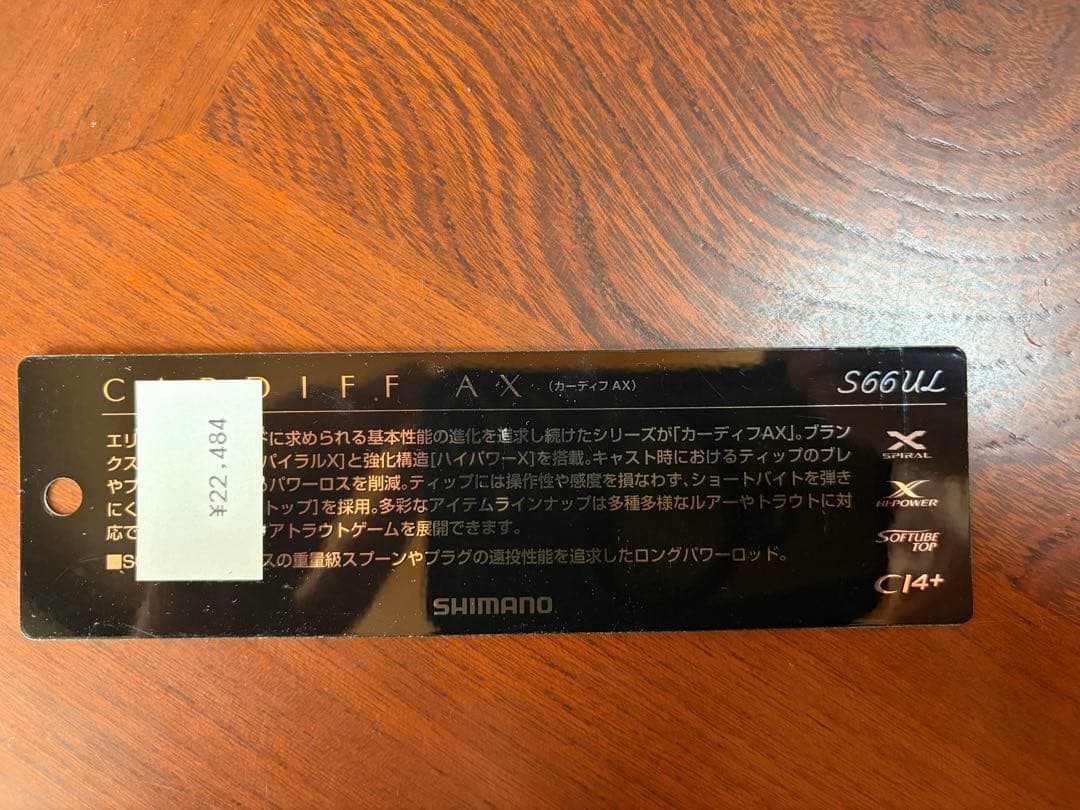 CARDIFF AX (カーディフ AX) S66UL
¥22,484
エリ ドに求められる基本性能の進化を追求し続けたシリーズが「カーディフAX」。ブラン
クス パイラルX]と強化構造[ハイパワーX]を搭載。キャスト時におけるティップのブレ
やブ パワーロスを削減。ティップには操作性や感度を損なわず、ショートバイトを弾き
にく トップ]を採用。多彩なアイテムラインナップは多種多様なルアーやトラウトに対
応で アトラウトゲームを展開できます。
■S スの重量級スプーンやプラグの遠投性能を追求したロングパワーロッド。
X SPIRAL
X HI-POWER
SOFTUBE TOP
CI4+
SHIMANO